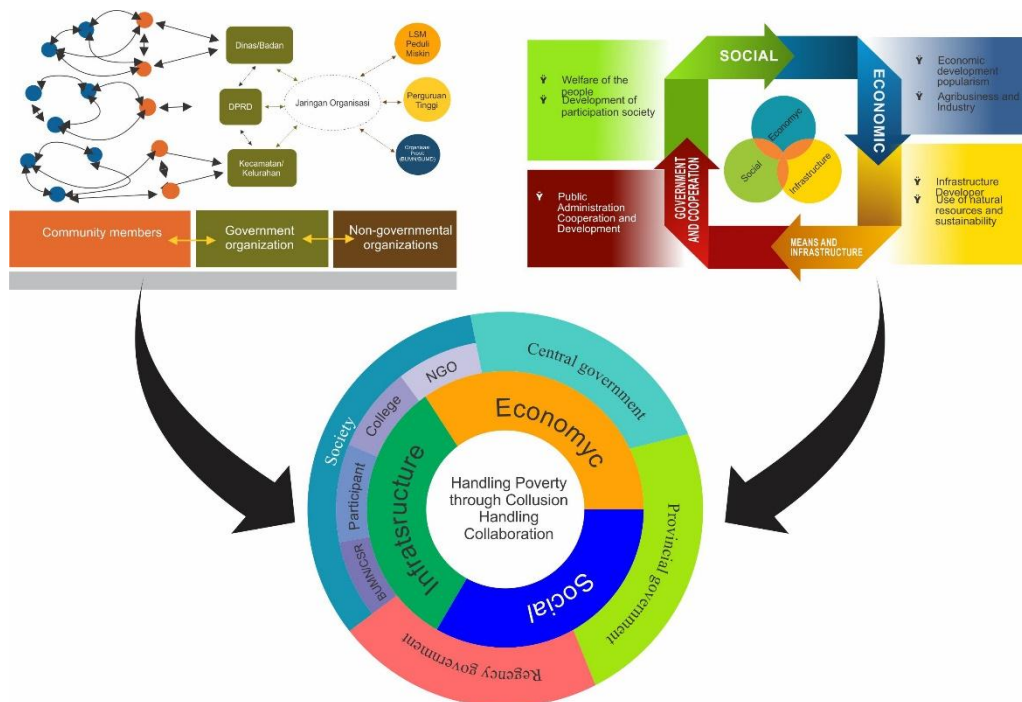 Dinas/Badan
DPRD
Kecamatan/
Kelurahan
Jaringan Organisasi
LSM
Peduli
Miskin
Perguruan
Tinggi
Organisasi
(BUMN/BUMD)
Community members
Government
organization
Non-governmental
organizations
Ÿ Welfare of the
people
Ÿ Development of
participation society
SOCIAL
ECONOMIC
Ÿ Economic
development
popularism
Ÿ Agribusiness and
Industry
Economyc
Social
Infrastructure
Ÿ Public
Administration
Cooperation and
Development
GOVERNMENT
AND COOPERATION
MEANS AND
INFRASTRUCTURE
Ÿ Infrastructure
Developer
Ÿ Use of natural
resources and
sustainability
Central government
Provincial government
Regency government
Society
NGO
College
Participant
BUMN/CSR
Economyc
Infratsructure
Social
Handling Poverty
through Collusion
Handling
Collaboration